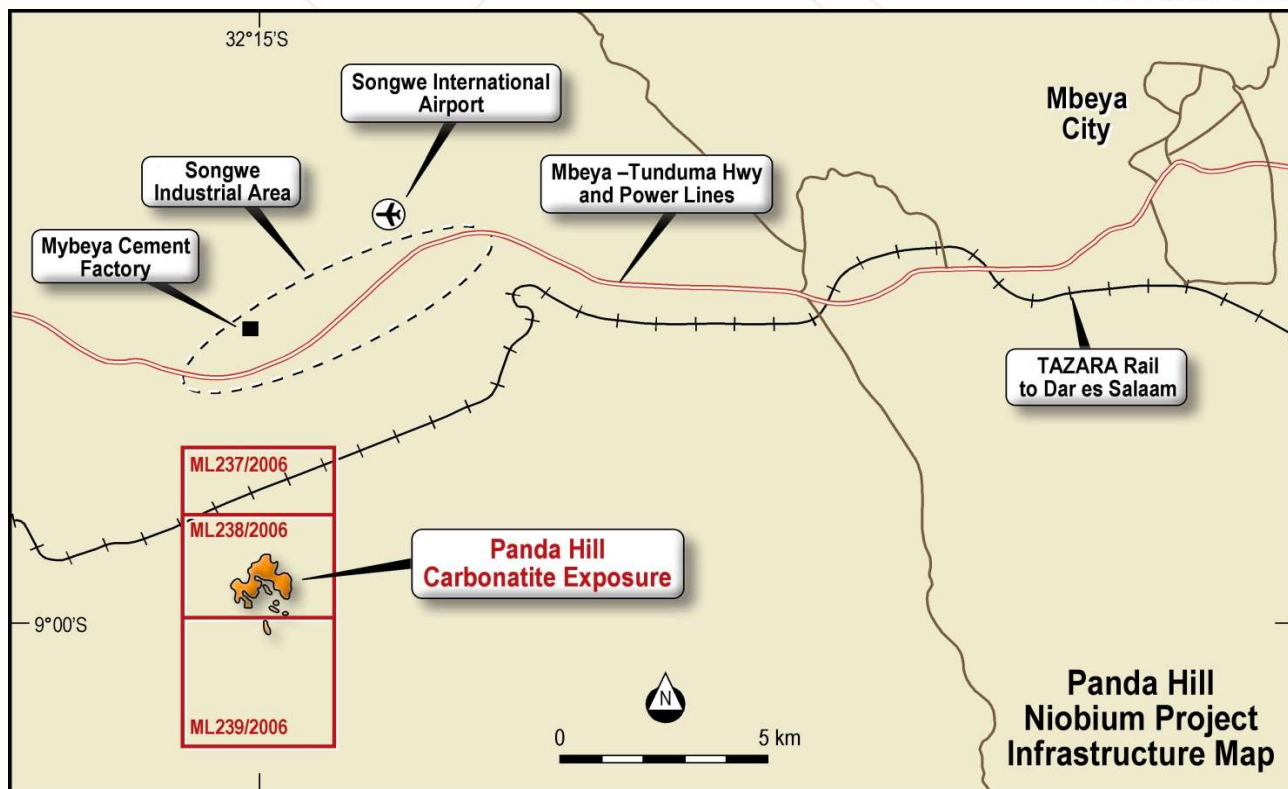 32°15'S
Songwe International
Airport
Mbeya
City
Songwe
Industrial Area
Mbeya –Tunduma Hwy
and Power Lines
Mybeya Cement
Factory
TAZARA Rail
to Dar es Salaam
ML237/2006
ML238/2006
Panda Hill
Carbonatite Exposure
9°00'S
ML239/2006
N
0 5 km
Panda Hill
Niobium Project
Infrastructure Map